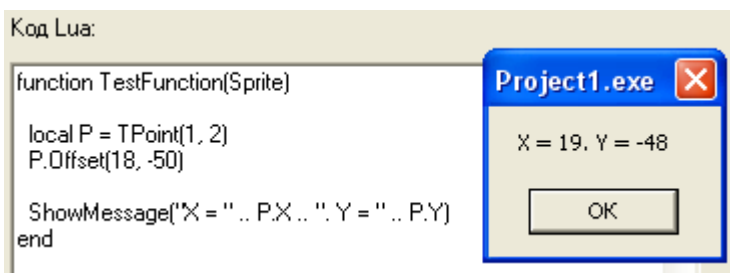 Код Lua:
function TestFunction(Sprite)
local P = TPoint(1, 2)
P.Offset(18, -50)
ShowMessage("X = " .. P.X .. ". Y = " .. P.Y)
end
Project1.exe
X = 19. Y = -48
OK